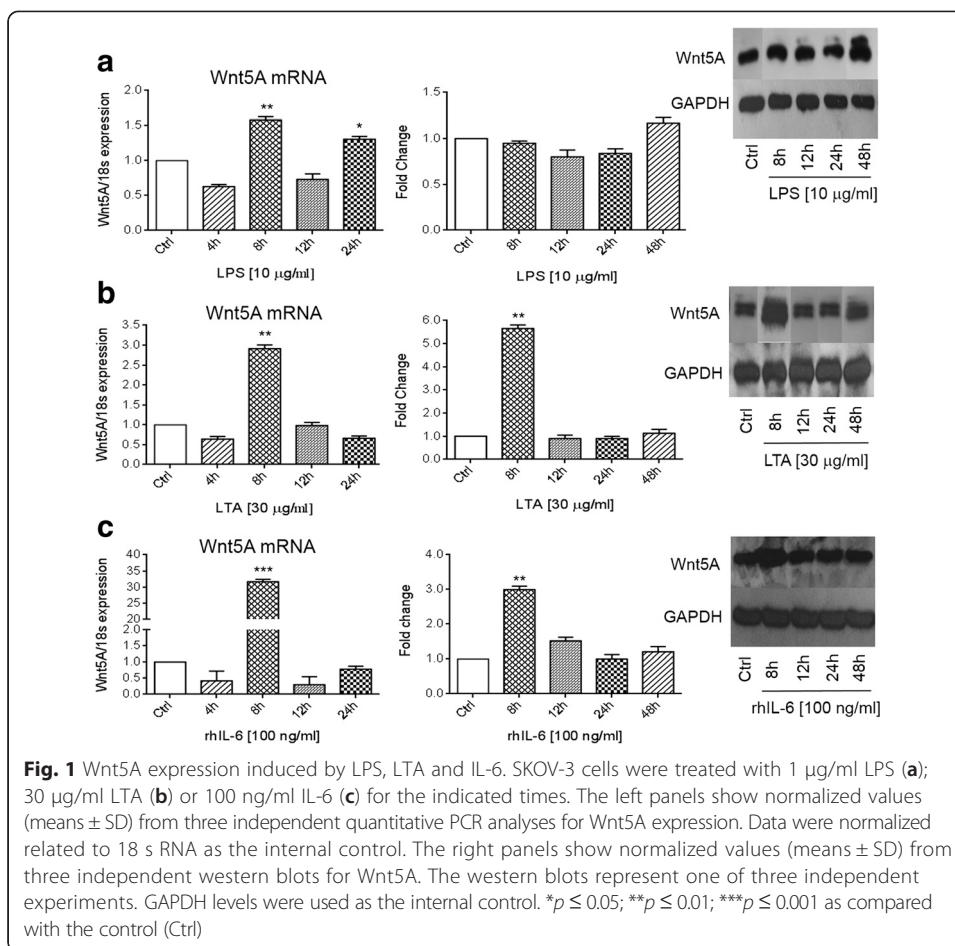 a
Wnt5A mRNA
Wnt5A/18s expression
2.0
1.5
1.0
0.5
0.0
**
*
Ctrl
4h
8h
12h
24h
LPS [10 µg/ml]
Fold Change
1.5
1.0
0.5
0.0
Ctrl
8h
12h
24h
48h
LPS [10 µg/ml]
Wnt5A
GAPDH
Ctrl
8h
12h
24h
48h
LPS [10 µg/ml]
b
Wnt5A mRNA
Wnt5A/18s expression
3.5
3.0
2.5
2.0
1.5
1.0
0.5
0.0
**
Ctrl
4h
8h
12h
24h
LTA [30 µg/ml]
Fold Change
6.0
5.0
4.0
3.0
2.0
1.0
0.0
**
Ctrl
8h
12h
24h
48h
LTA [30 µg/ml]
Wnt5A
GAPDH
Ctrl
8h
12h
24h
48h
LTA [30 µg/ml]
c
Wnt5A mRNA
Wnt5A/18s expression
40
35
30
25
20
1.0
0.5
0.0
***
Ctrl
4h
8h
12h
24h
rhIL-6 [100 ng/ml]
Fold change
4.0
3.0
2.0
1.0
0.0
**
Ctrl
8h
12h
24h
48h
rhIL-6 [100 ng/ml]
Wnt5A
GAPDH
Ctrl
8h
12h
24h
48h
rhIL-6 [100 ng/ml]
Fig. 1 Wnt5A expression induced by LPS, LTA and IL-6. SKOV-3 cells were treated with 1 µg/ml LPS (a);
30 µg/ml LTA (b) or 100 ng/ml IL-6 (c) for the indicated times. The left panels show normalized values
(means ± SD) from three independent quantitative PCR analyses for Wnt5A expression. Data were normalized
related to 18 s RNA as the internal control. The right panels show normalized values (means ± SD) from
three independent western blots for Wnt5A. The western blots represent one of three independent
experiments. GAPDH levels were used as the internal control. *p ≤ 0.05; **p ≤ 0.01; ***p ≤ 0.001 as compared
with the control (Ctrl)